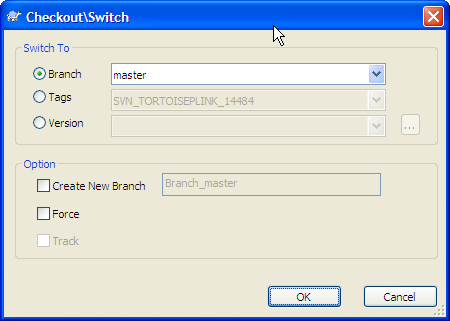 Checkout\Switch
Switch To
Branch master
Tags SVN_TORTOISEPLINK_14484
Version ...
Option
Create New Branch Branch_master
Force
Track
OK Cancel